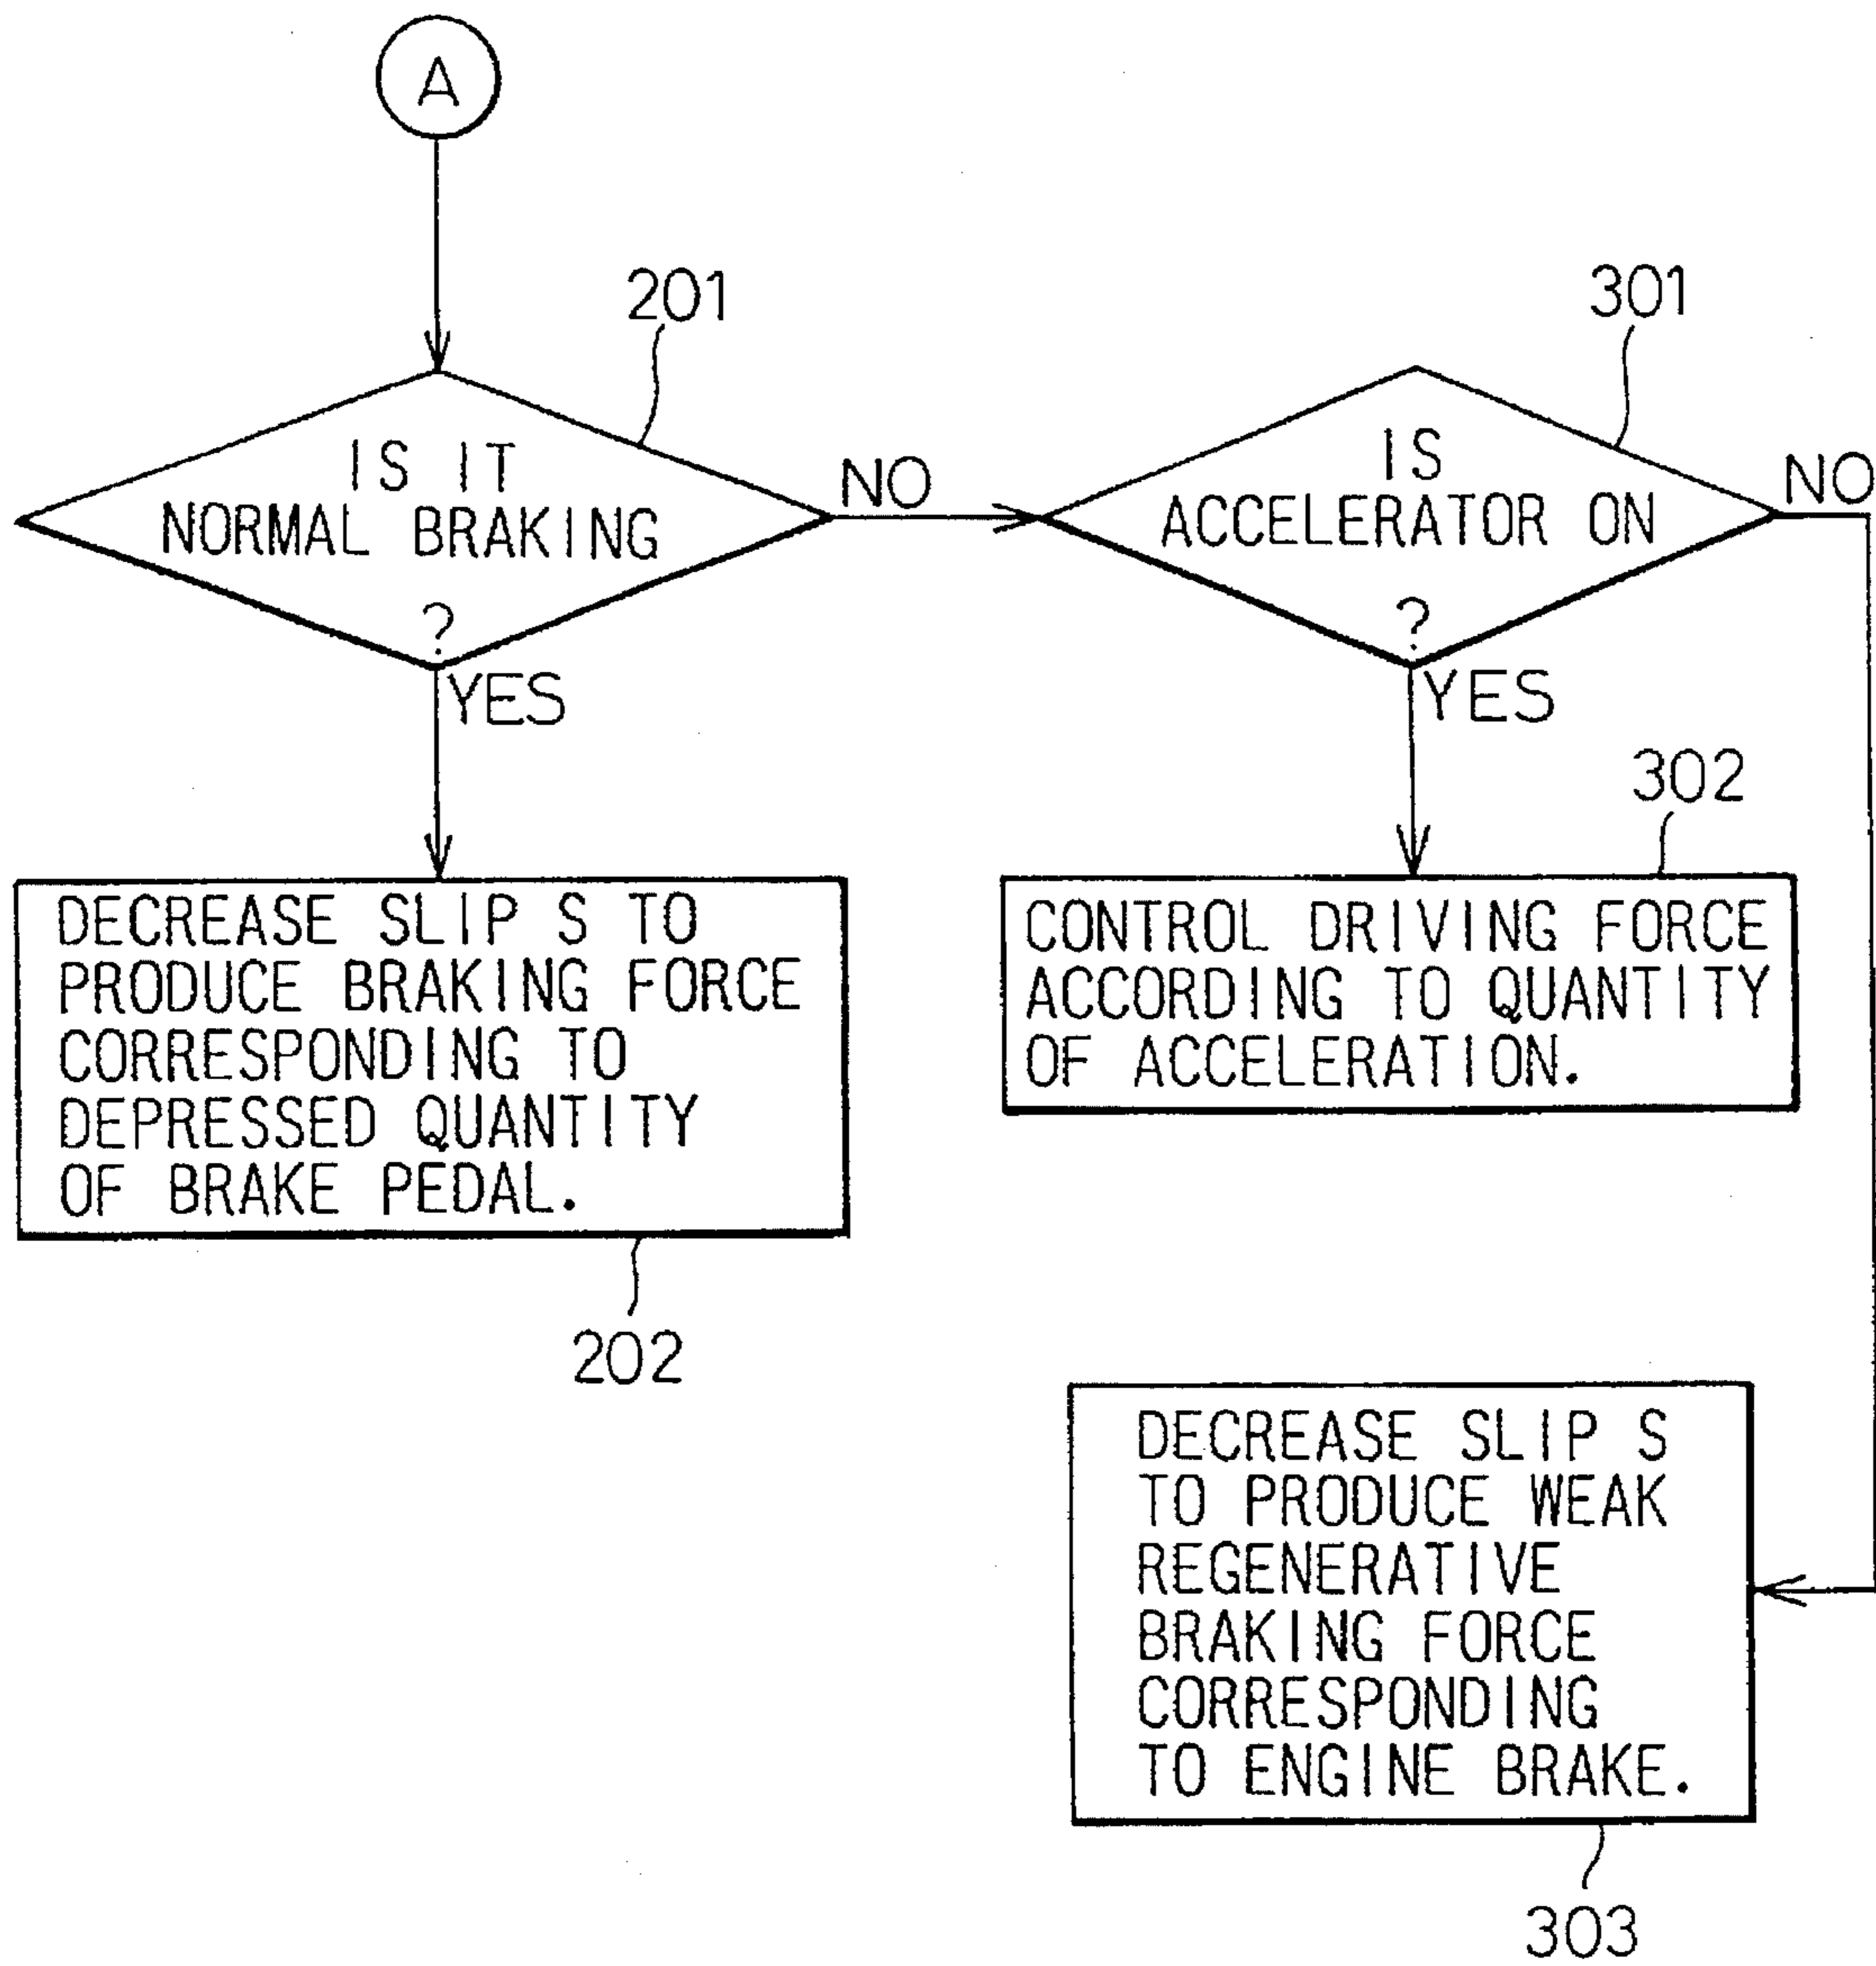 A
201
IS IT
NORMAL BRAKING
?
NO
YES
DECREASE SLIP S TO
PRODUCE BRAKING FORCE
CORRESPONDING TO
DEPRESSED QUANTITY
OF BRAKE PEDAL.
202
301
IS
ACCELERATOR ON
?
NO
YES
302
CONTROL DRIVING FORCE
ACCORDING TO QUANTITY
OF ACCELERATION.
DECREASE SLIP S
TO PRODUCE WEAK
REGENERATIVE
BRAKING FORCE
CORRESPONDING
TO ENGINE BRAKE.
303